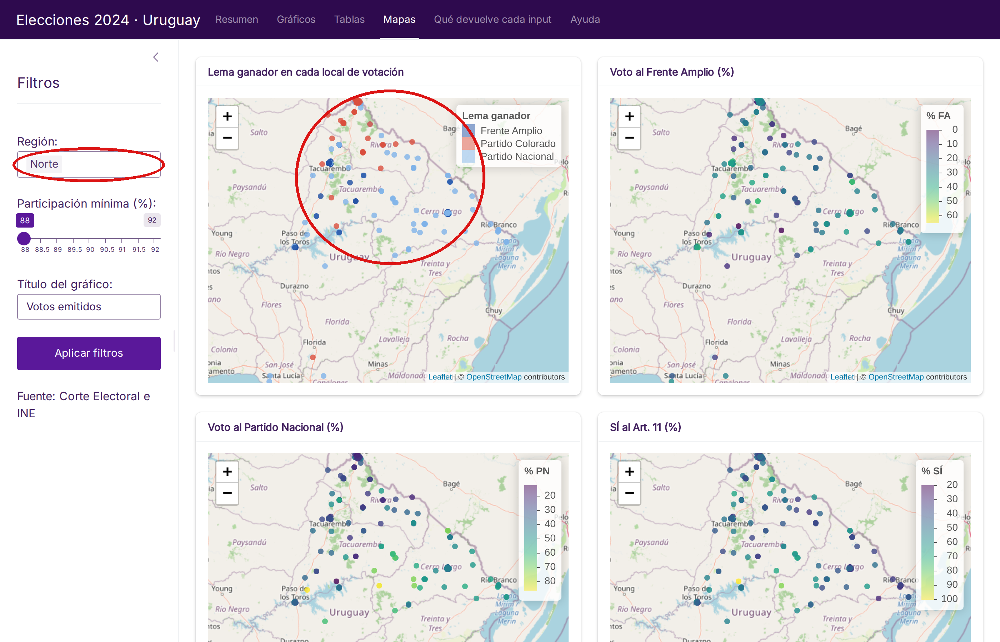 Elecciones 2024 · Uruguay
Resumen
Gráficos
Tablas
Mapas
Qué devuelve cada input
Ayuda
Filtros
Región:
Norte
Participación mínima (%):
88
92
88 88.5 89 89.5 90 90.5 91 91.5 92
Título del gráfico:
Votos emitidos
Aplicar filtros
Fuente: Corte Electoral e
INE
Lema ganador en cada local de votación
+
−
Lema ganador
Frente Amplio
Partido Colorado
Partido Nacional
Salto
Rivera
Tacuarembó
Paysandú
Tacuarembó
Cerro Largo
Young
Paso de
los Toros
Río Branco
Río Negro
Uruguay
Lagoa
Mirim /
Laguna
Merín
Treinta y
Tres
Durazno
Flores
Chuy
Florida
Florida
Lavalleja
Rocha
Colonia
San José
Minas
Santa Lucía
Maldonado
Canelones
Leaflet | © OpenStreetMap contributors
Voto al Frente Amplio (%)
+
−
% FA
0
10
20
30
40
50
60
Salto
Bagé
Rivera
Tacuarembó
Paysandú
Tacuarembó
Cerro Largo
Young
Paso de
los Toros
Río Branco
Río Negro
Uruguay
Lagoa
Mirim /
Laguna
Merín
Treinta y
Tres
Durazno
Flores
Chuy
Florida
Florida
Lavalleja
Rocha
Colonia
San José
Minas
Santa Lucía
Maldonado
Canelones
Leaflet | © OpenStreetMap contributors
Voto al Partido Nacional (%)
+
−
% PN
20
30
40
50
60
70
80
Salto
Bagé
Rivera
Tacuarembó
Paysandú
Tacuarembó
Cerro Largo
Young
Paso de
los Toros
Río Branco
Río Negro
Uruguay
Lagoa
Mirim /
Laguna
Merín
Treinta y
Tres
Durazno
SÍ al Art. 11 (%)
+
−
% SÍ
20
30
40
50
60
70
80
90
100
Salto
Bagé
Rivera
Tacuarembó
Paysandú
Tacuarembó
Cerro Largo
Young
Paso de
los Toros
Río Branco
Río Negro
Uruguay
Lagoa
Mirim /
Laguna
Merín
Treinta y
Tres
Durazno